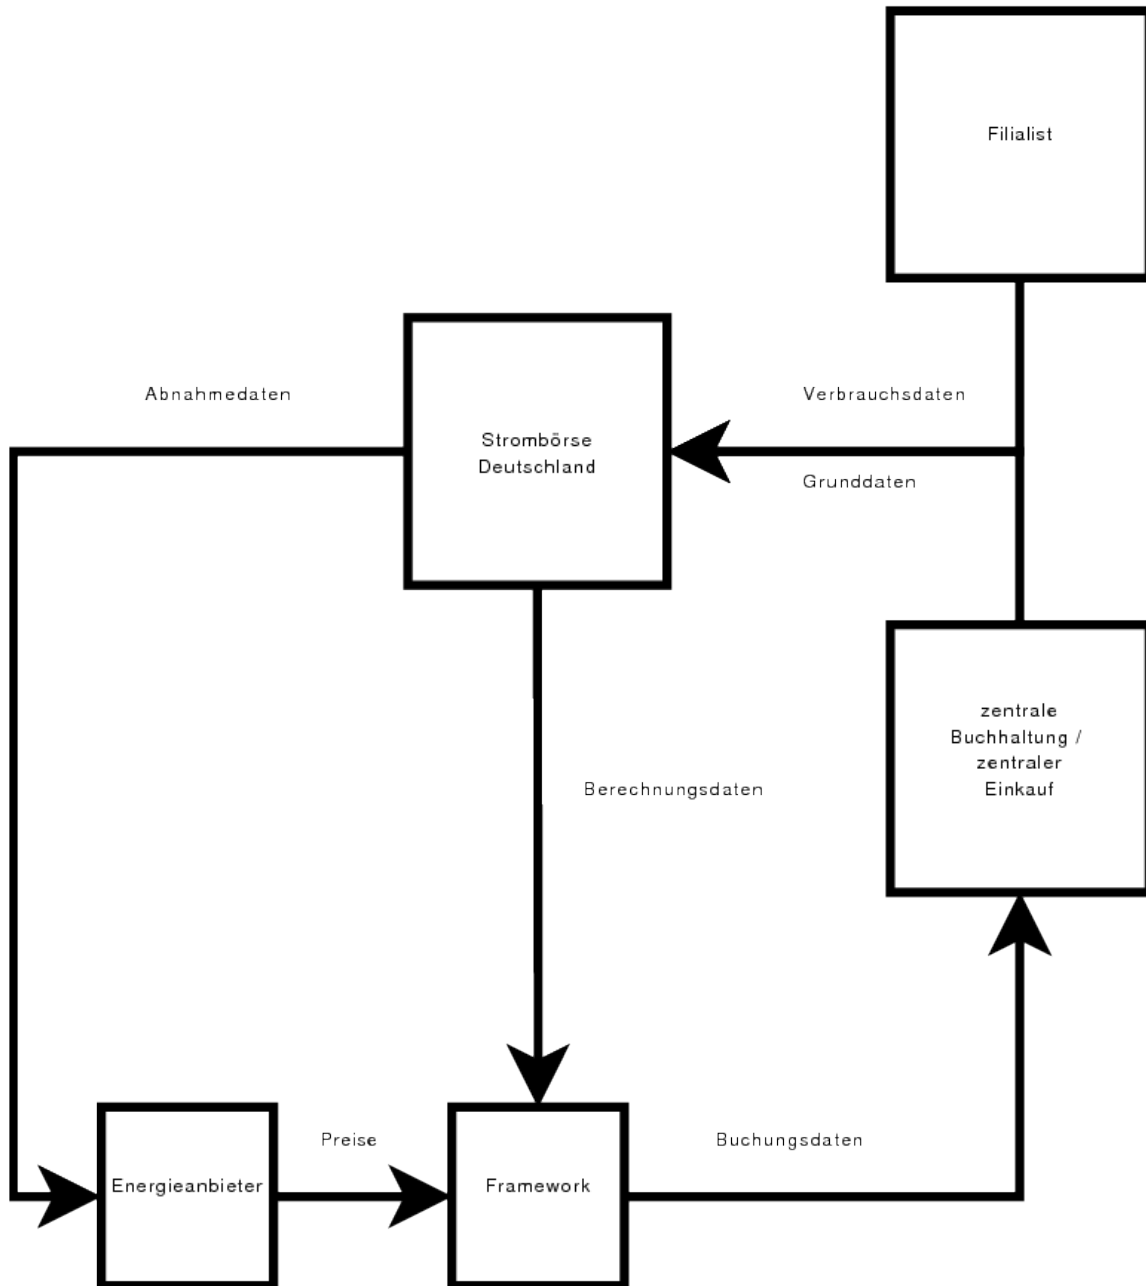 Filialist
Abnahmedaten
Verbrauchsdaten
Strombörse
Deutschland
Grunddaten
zentrale
Buchhaltung /
zentraler
Einkauf
Berechnungsdaten
Preise
Buchungsdaten
Energieanbieter
Framework